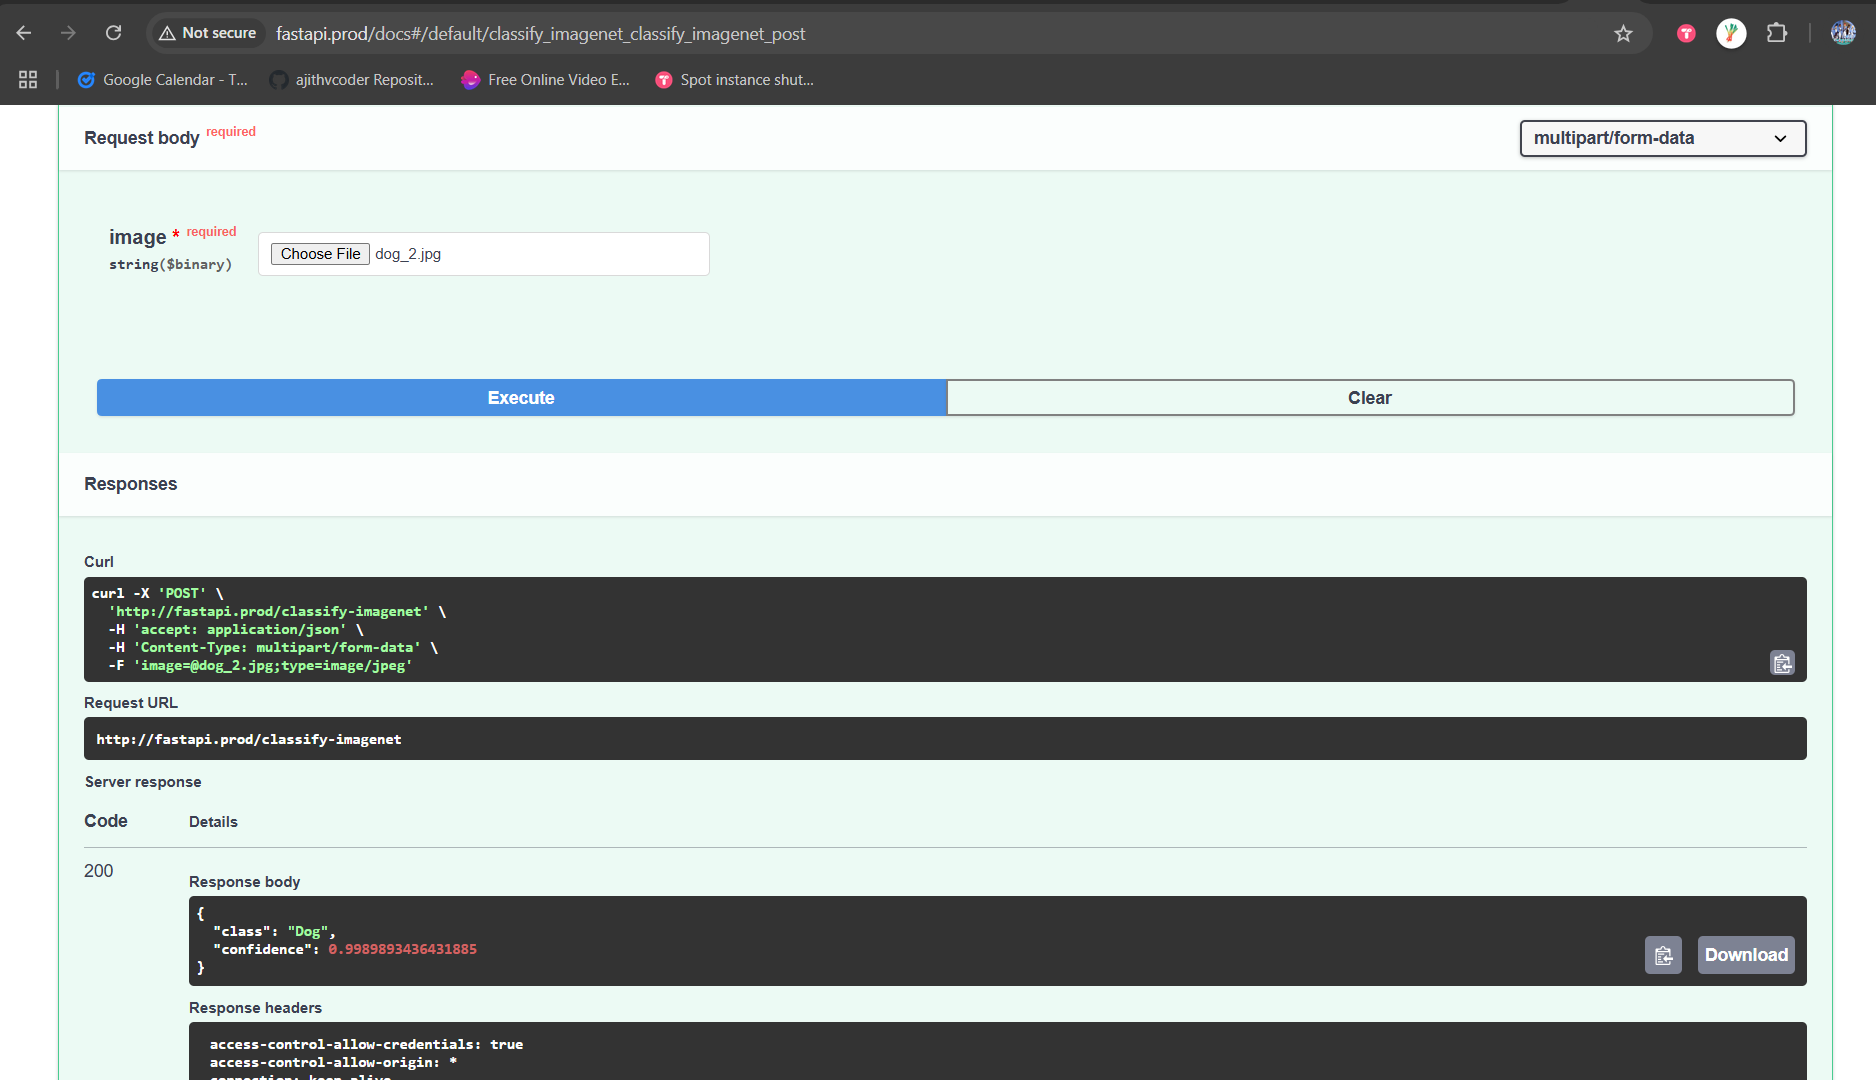 Not secure fastapi.prod/docs#/default/classify_imagenet_classify_imagenet_post
Google Calendar - T... ajithvcoder Reposit... Free Online Video E... Spot instance shut...
Request body required multipart/form-data
image * required
string($binary)
Choose File dog_2.jpg
Execute Clear
Responses
Curl
curl -X 'POST' \
'http://fastapi.prod/classify-imagenet' \
-H 'accept: application/json' \
-H 'Content-Type: multipart/form-data' \
-F 'image=@dog_2.jpg;type=image/jpeg'
Request URL
http://fastapi.prod/classify-imagenet
Server response
Code Details
200
Response body
{
"class": "Dog",
"confidence": 0.9989893436431885
}
Download
Response headers
access-control-allow-credentials: true
access-control-allow-origin: *
connection: keep-alive